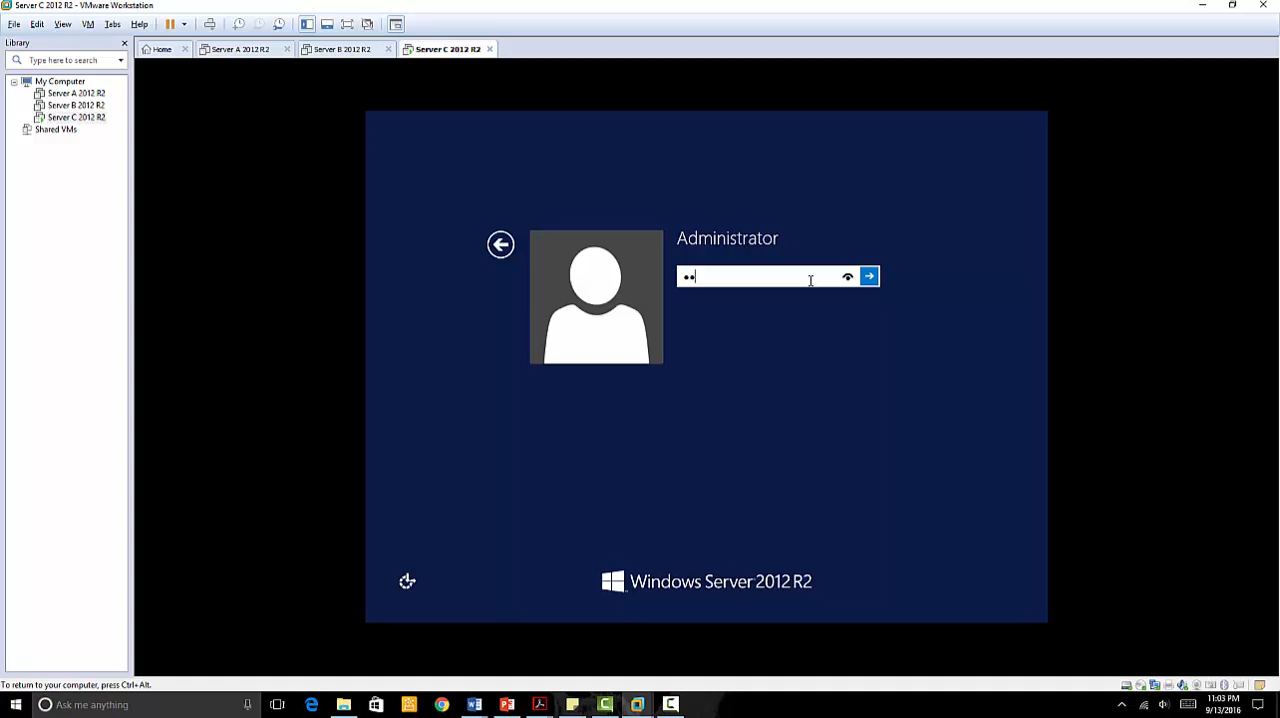 Server C 2012 R2 - VMware Workstation
File Edit View VM Tabs Help
Library
Type here to search
My Computer
Server A 2012 R2
Server B 2012 R2
Server C 2012 R2
Shared VMs
Home
Server A 2012 R2
Server B 2012 R2
Server C 2012 R2
Administrator
Windows Server 2012 R2
To return to your computer, press Ctrl+Alt.
Ask me anything
11:03 PM
9/13/2016